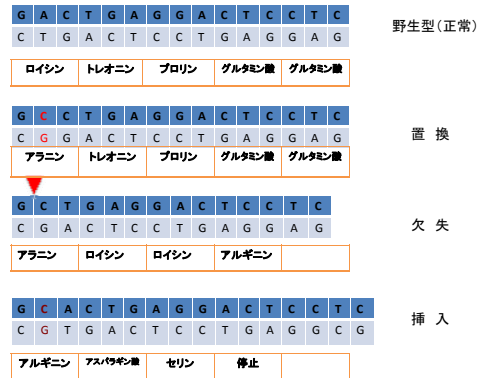 G A C T G A G G A C T C C T C
野生型(正常)
C T G A C T C C T G A G G A G
ロイシン トレオニン プロリン グルタミン酸 グルタミン酸
G C C T G A G G A C T C C T C
置 換
C G G A C T C C T G A G G A G
アラニン トレオニン プロリン グルタミン酸 グルタミン酸
G C T G A G G A C T C C T C
欠 失
C G A C T C C T G A G G A G
アラニン ロイシン ロイシン アルギニン
G C A C T G A G G A C T C C T C
挿 入
C G T G A C T C C T G A G G C G
アルギニン アスパラギン酸 セリン 停止